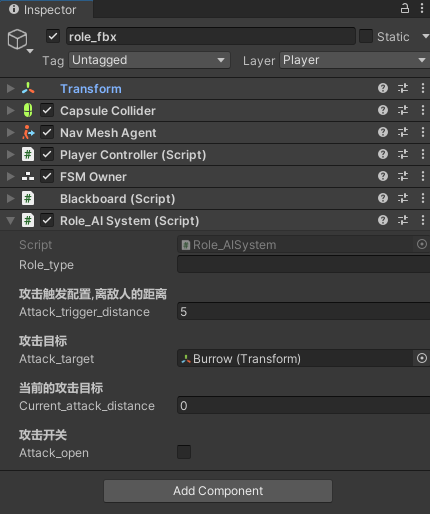 Inspector
role_fbx
Static
Tag Untagged Layer Player
Transform
Capsule Collider
Nav Mesh Agent
Player Controller (Script)
FSM Owner
Blackboard (Script)
Role_AI System (Script)
Script Role_AISystem
Role_type
攻击触发配置,离敌人的距离
Attack_trigger_distance 5
攻击目标
Attack_target Burrow (Transform)
当前的攻击目标
Current_attack_distance 0
攻击开关
Attack_open
Add Component